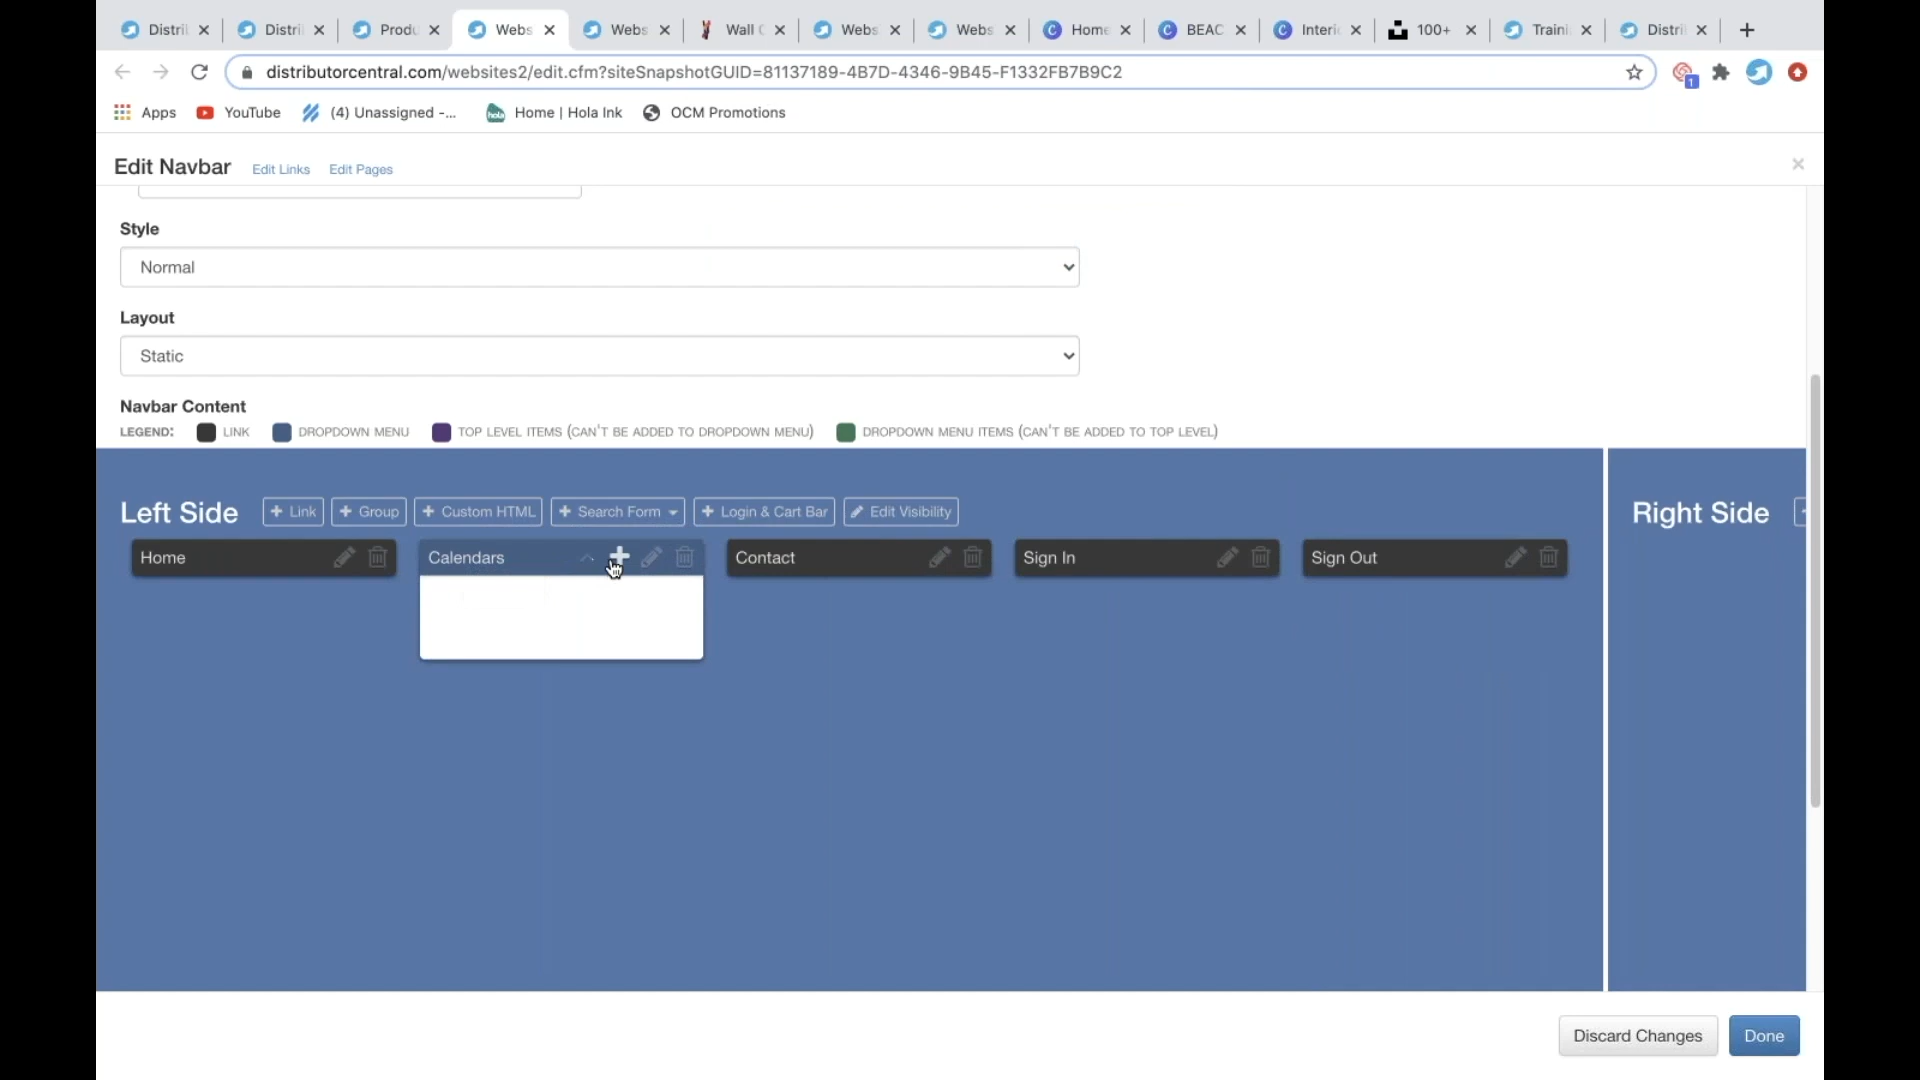 Distri
Distri
Produ
Webs
Webs
Wall C
Webs
Webs
Home
BEAC
Interi
100+
Traini
Distri
distributorcentral.com/websites2/edit.cfm?siteSnapshotGUID=81137189-4B7D-4346-9B45-F1332FB7B9C2
1
Apps
YouTube
(4) Unassigned -...
hola
Home | Hola Ink
OCM Promotions
Edit Navbar
Edit Links
Edit Pages
Style
Normal
Layout
Static
Navbar Content
LEGEND:
LINK
DROPDOWN MENU
TOP LEVEL ITEMS (CAN'T BE ADDED TO DROPDOWN MENU)
DROPDOWN MENU ITEMS (CAN'T BE ADDED TO TOP LEVEL)
Left Side
+ Link
+ Group
+ Custom HTML
+ Search Form
+ Login & Cart Bar
Edit Visibility
Right Side
Home
Calendars
Contact
Sign In
Sign Out
Discard Changes
Done